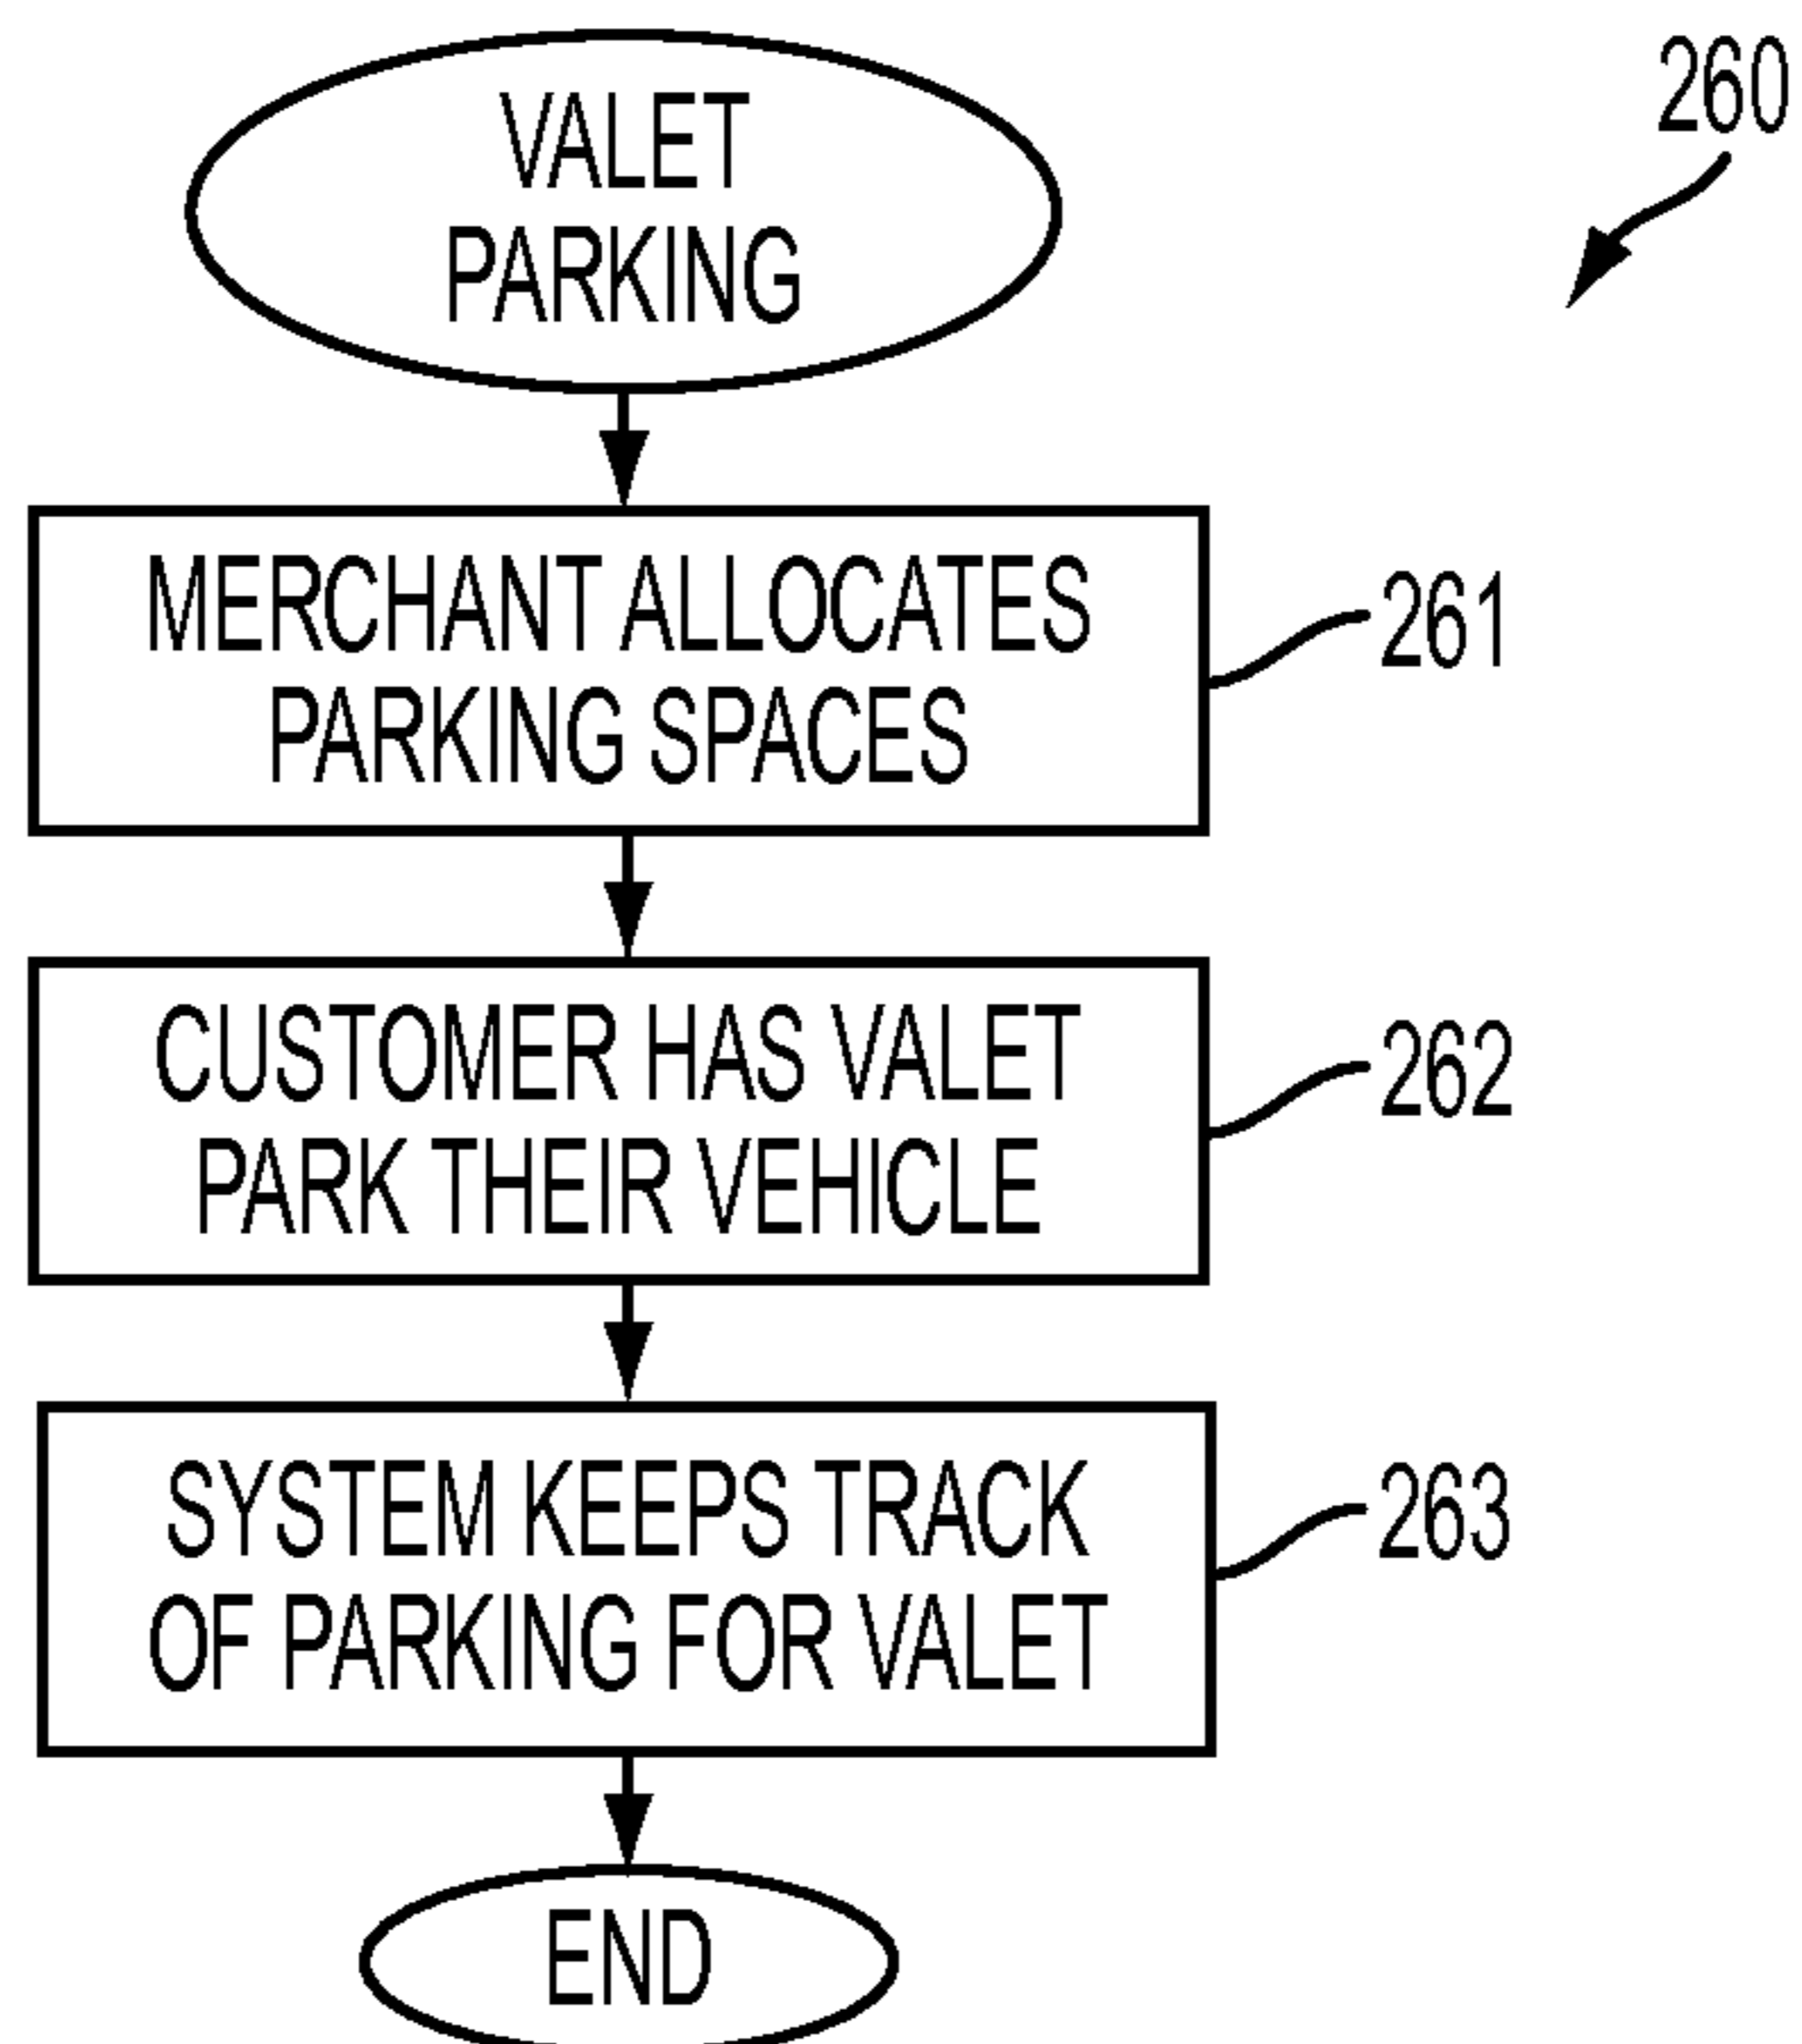 260
VALET
PARKING
MERCHANT ALLOCATES
PARKING SPACES
261
CUSTOMER HAS VALET
PARK THEIR VEHICLE
262
SYSTEM KEEPS TRACK
OF PARKING FOR VALET
263
END